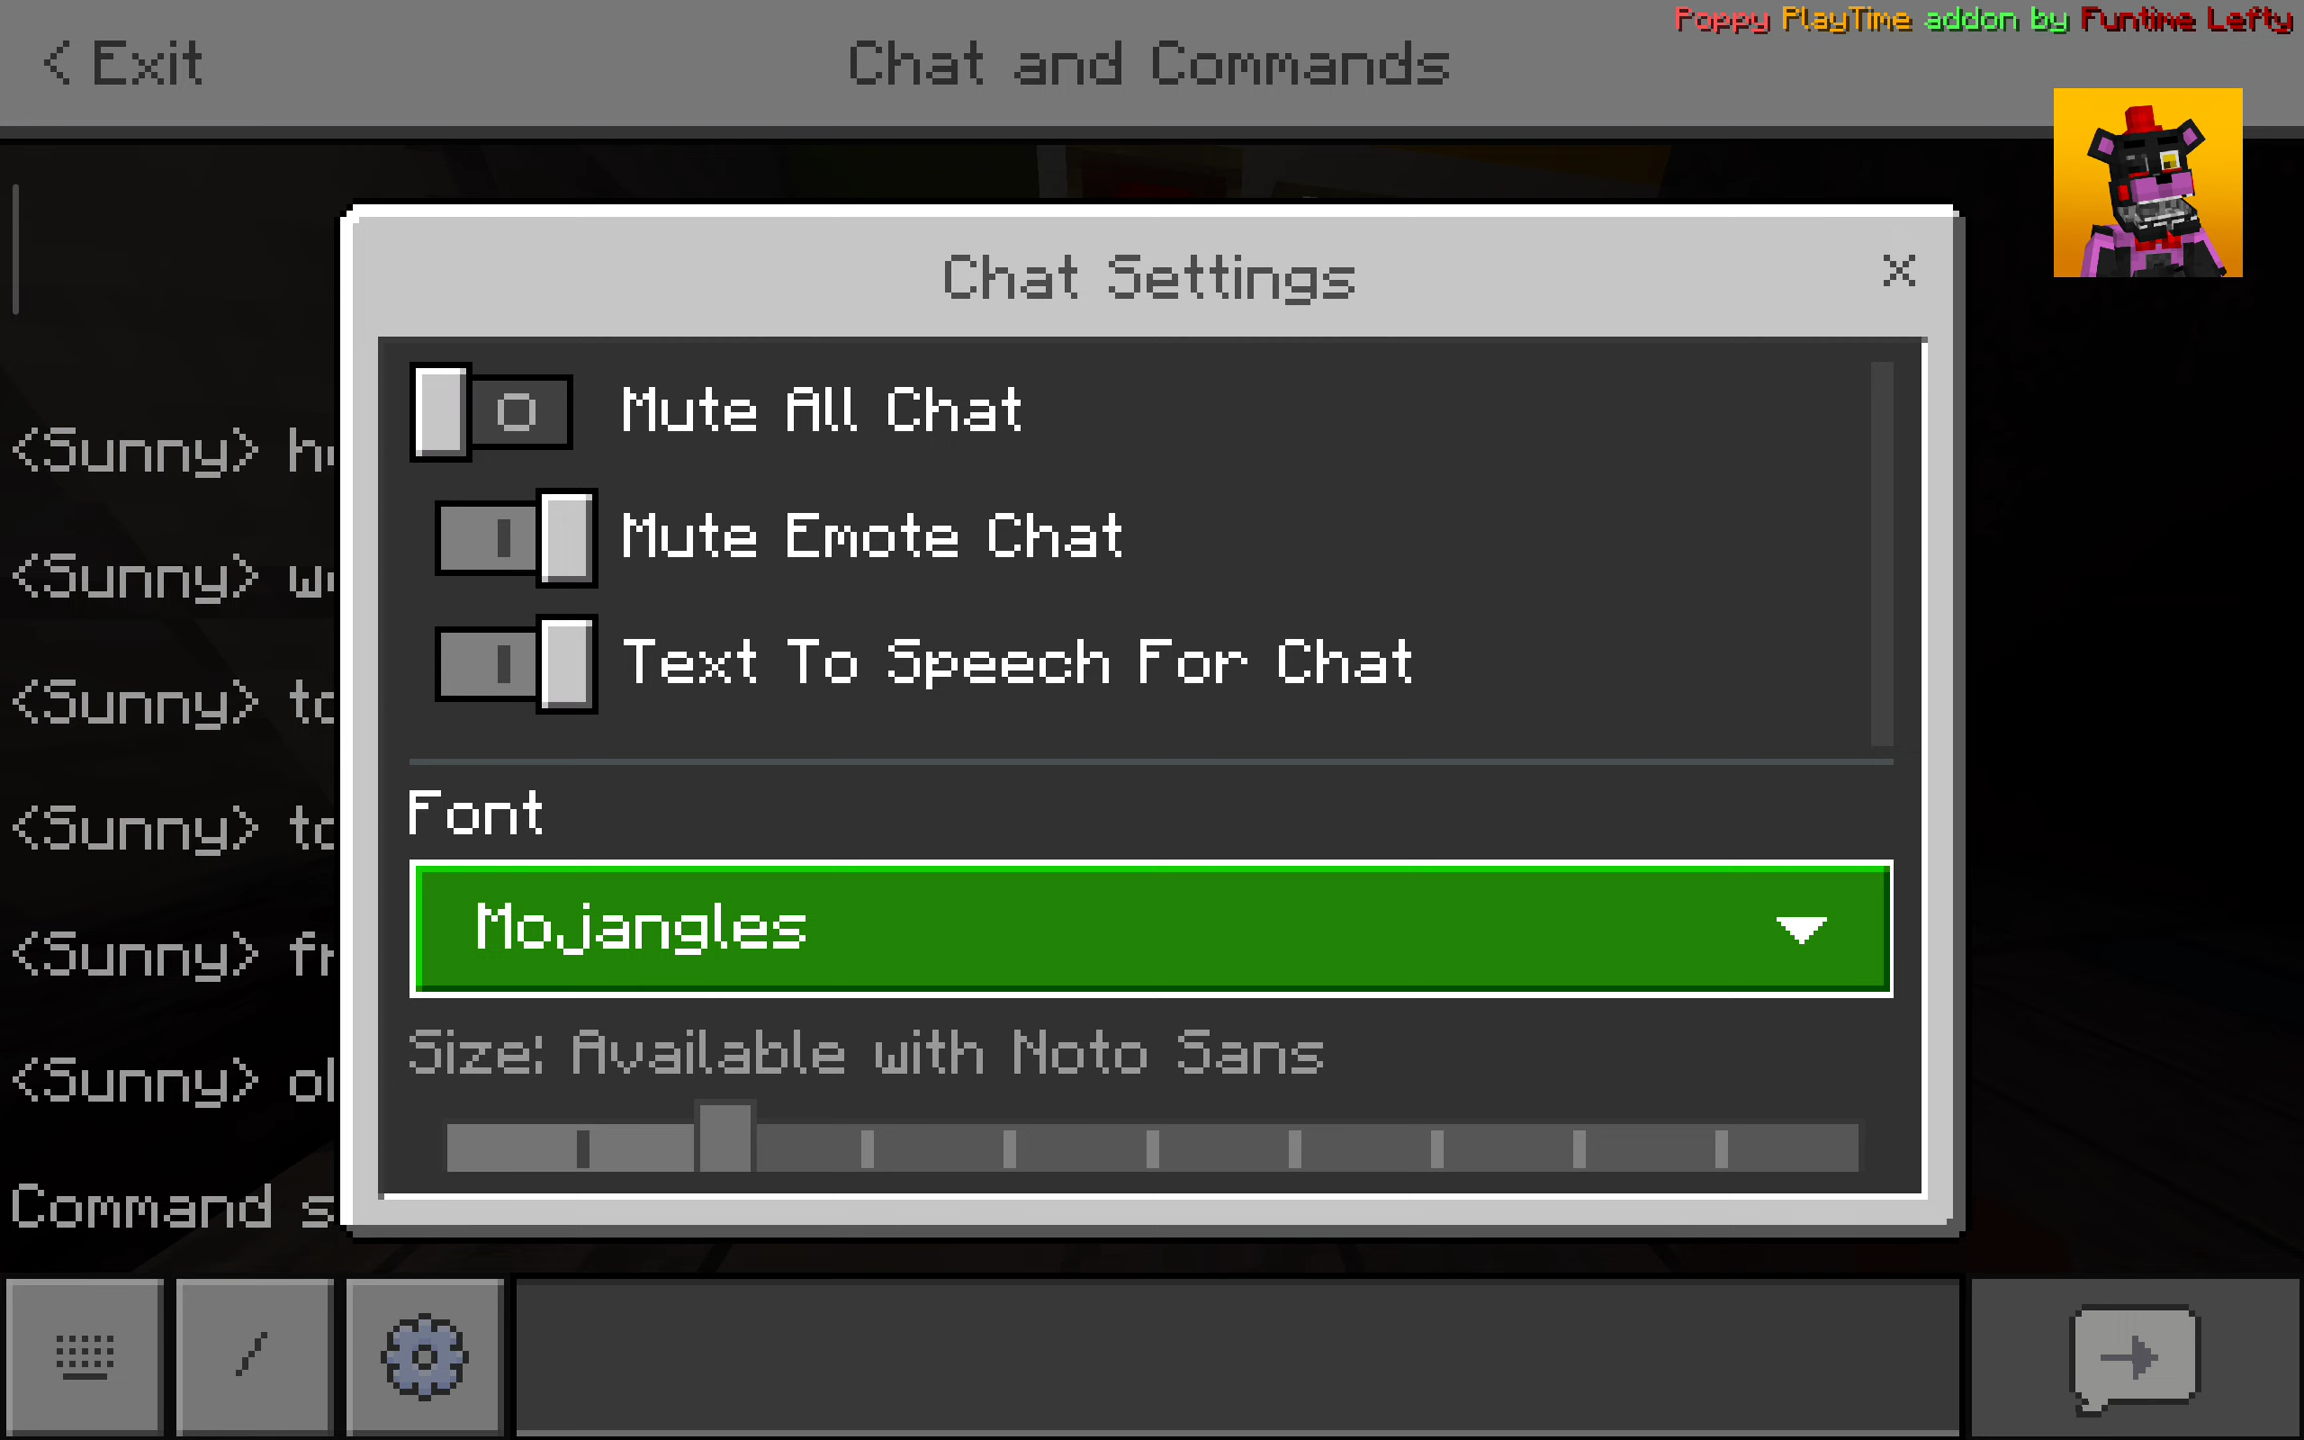 Poppy PlayTime addon by Funtime Lefty
< Exit
Chat and Commands
Chat Settings
Mute All Chat
Mute Emote Chat
Text To Speech For Chat
Font
Mojangles
Size: Available with Noto Sans
<Sunny>
<Sunny>
<Sunny>
<Sunny>
<Sunny>
<Sunny>
Command
/